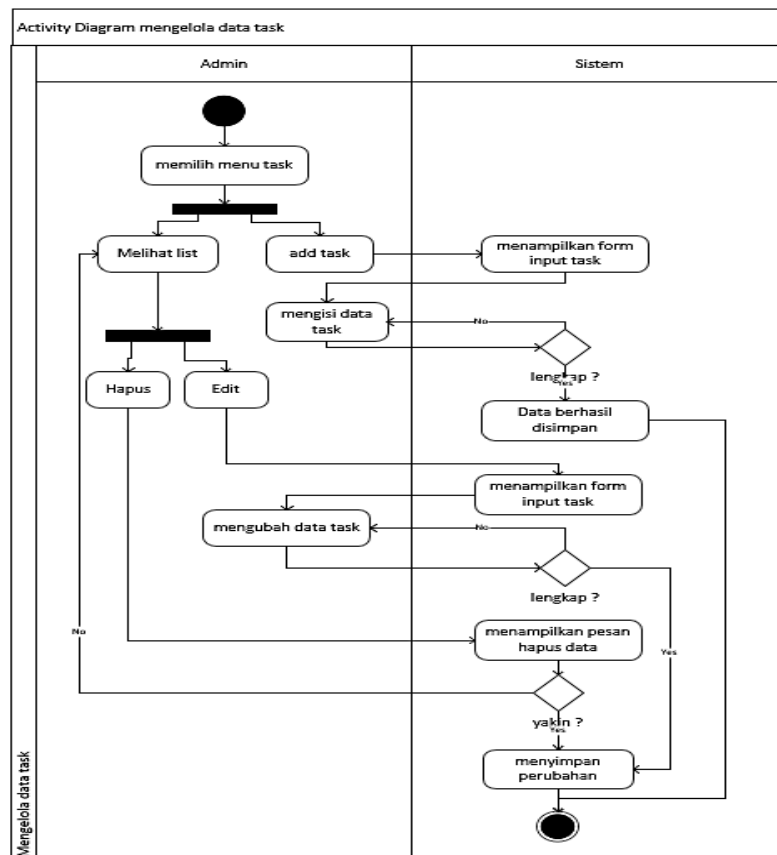 Activity Diagram mengelola data task
Admin
Sistem
memilih menu task
Melihat list
add task
menampilkan form
input task
mengisi data
task
No
lengkap ?
Yes
Hapus
Edit
Data berhasil
disimpan
menampilkan form
input task
mengubah data task
No
lengkap ?
No
menampilkan pesan
hapus data
Yes
yakin ?
Yes
menyimpan
perubahan
Mengelola data task